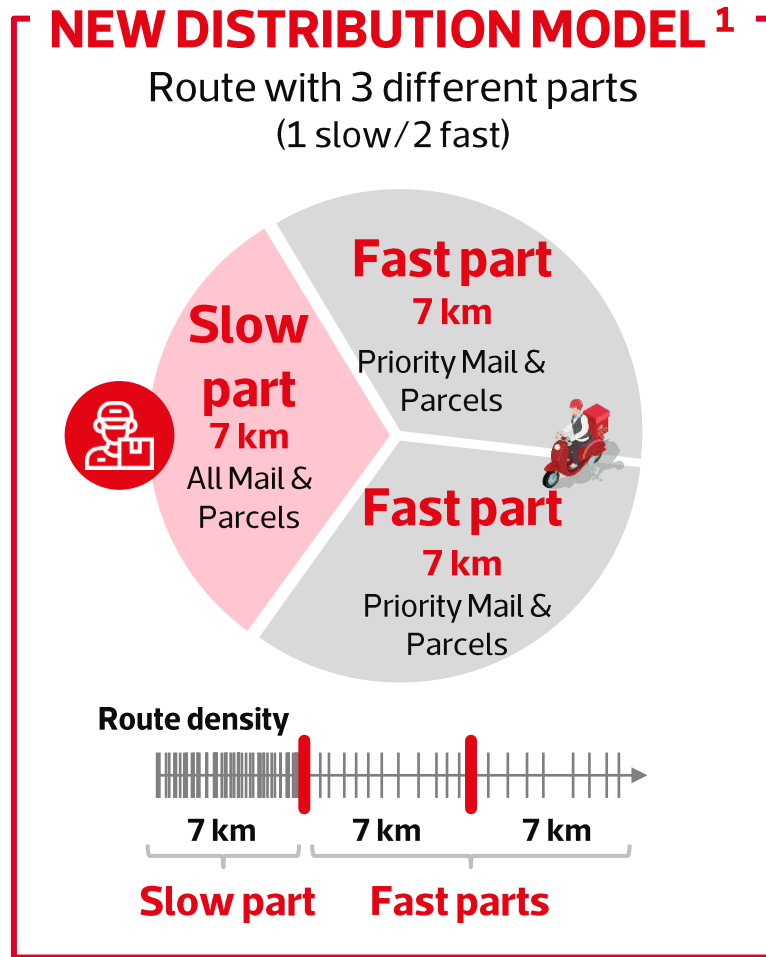 NEW DISTRIBUTION MODEL 1
Route with 3 different parts
(1 slow/2 fast)
Fast part
7 km
Priority Mail &
Parcels
Slow
part
7 km
All Mail &
Parcels
Fast part
7 km
Priority Mail &
Parcels
Route density
7 km 7 km 7 km
Slow part Fast parts